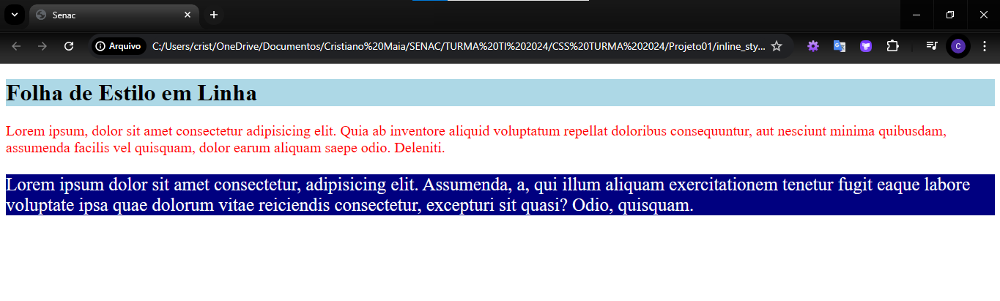 Senac
Arquivo C:/Users/crist/OneDrive/Documentos/Cristiano%20Maia/SENAC/TURMA%20TI%202024/CSS%20TURMA%202024/Projeto01/inline_sty... C
Folha de Estilo em Linha
Lorem ipsum, dolor sit amet consectetur adipisicing elit. Quia ab inventore aliquid voluptatum repellat doloribus consequuntur, aut nesciunt minima quibusdam,
assumenda facilis vel quisquam, dolor earum aliquam saepe odio. Deleniti.
Lorem ipsum dolor sit amet consectetur, adipisicing elit. Assumenda, a, qui illum aliquam exercitationem tenetur fugit eaque labore
voluptate ipsa quae dolorum vitae reiciendis consectetur, excepturi sit quasi? Odio, quisquam.